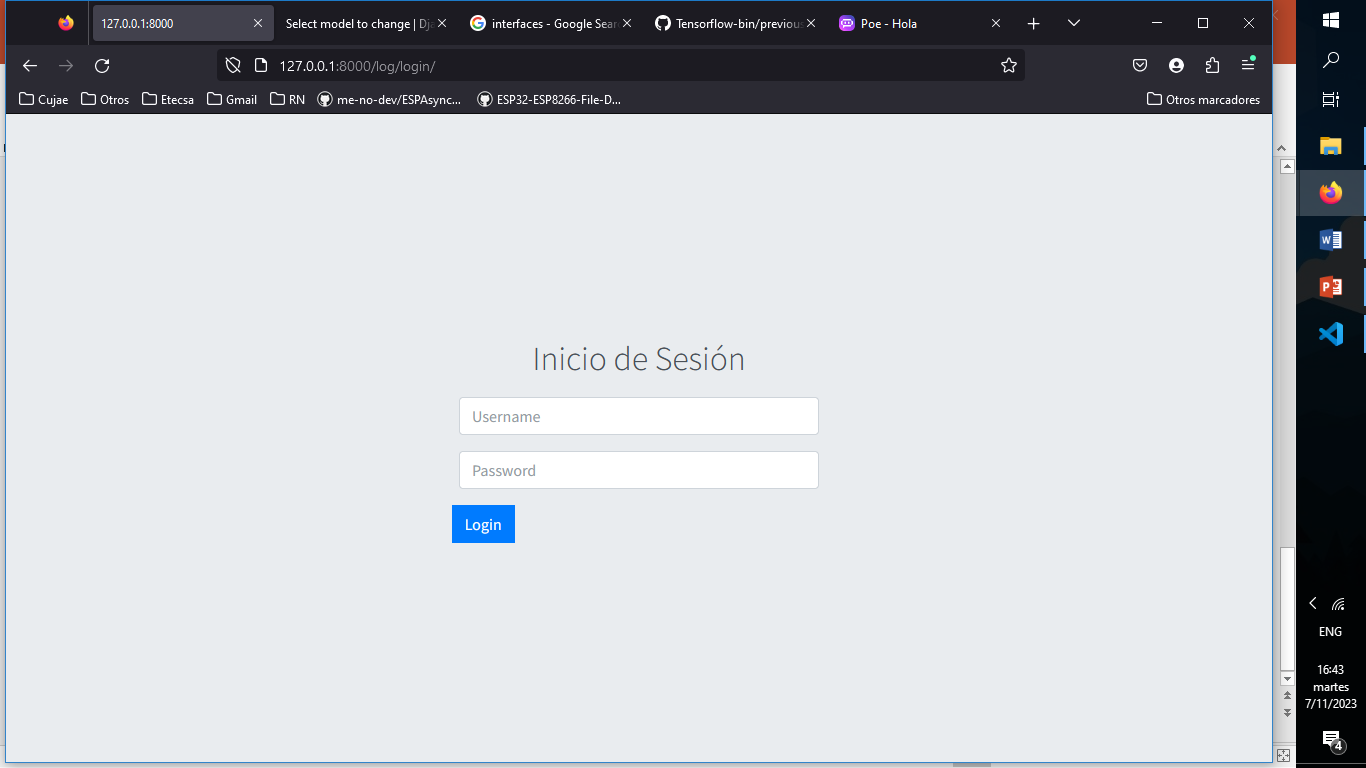 127.0.0.1:8000
Select model to change | Dja
interfaces - Google Sear
Tensorflow-bin/previous
Poe - Hola
127.0.0.1:8000/log/login/
Cujae
Otros
Etecsa
Gmail
RN
me-no-dev/ESPAsync...
ESP32-ESP8266-File-D...
Otros marcadores
Inicio de Sesión
Username
Password
Login
ENG
16:43
martes
7/11/2023
4